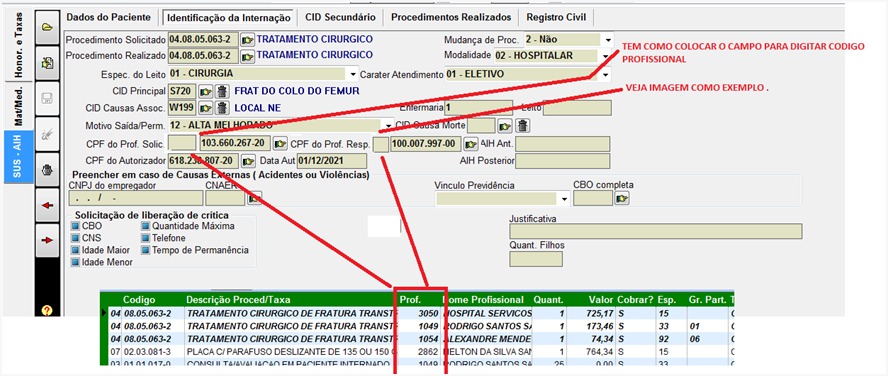 Dados do Paciente Identificação da Internação CID Secundário Procedimentos Realizados Registro Civil
Honor. e Taxas
Mat/Med.
SUS - AIH
Procedimento Solicitado 04.08.05.063-2 TRATAMENTO CIRURGICO Mudança de Proc. 2 - Não
Procedimento Realizado 04.08.05.063-2 TRATAMENTO CIRURGICO Modalidade 02 - HOSPITALAR
TEM COMO COLOCAR O CAMPO PARA DIGITAR CODIGO
PROFISSIONAL
Espec. do Leito 01 - CIRURGIA Carater Atendimento 01 - ELETIVO
CID Principal S720 FRAT DO COLO DO FEMUR
VEJA IMAGEM COMO EXEMPLO .
CID Causas Assoc. W199 LOCAL NE Enfermaria 1 Leito
Motivo Saída/Perm. 12 - ALTA MELHORADO CID Causa Morte
CPF do Prof. Solic. 103.660.267-20 CPF do Prof. Resp. 100.007.997-00 AIH Ant.
CPF do Autorizador 618.238.807-20 Data Aut 01/12/2021 AIH Posterior
Preencher em caso de Causas Externas ( Acidentes ou Violências)
CNPJ do empregador CNAER Vinculo Previdência CBO completa
. . / -
Solicitação de liberação de crítica
CBO Quantidade Máxima
CNS Telefone
Idade Maior Tempo de Permanência
Idade Menor
Justificativa
Quant. Filhos
Codigo Descrição Proced/Taxa Prof. Nome Profissional Quant. Valor Cobrar? Esp. Gr. Part.
04 08.05.063-2 TRATAMENTO CIRURGICO DE FRATURA TRANST 3050 HOSPITAL SERVICOS 1 725,17 S 15
04 08.05.063-2 TRATAMENTO CIRURGICO DE FRATURA TRANST 1049 RODRIGO SANTOS SA 1 173,46 S 33 01
04 08.05.063-2 TRATAMENTO CIRURGICO DE FRATURA TRANST 1054 ALEXANDRE MENDE 1 74,34 S 92 06
07 02.03.081-3 PLACA C/ PARAFUSO DESLIZANTE DE 135 OU 150 G 2862 NELTON DA SILVA SAN 1 764,34 S 15
03 01.01.017-0 CONSULTA/AVALIACAO EM PACIENTE INTERNADO 1049 RODRIGO SANTOS SA 25 0,00 S 33